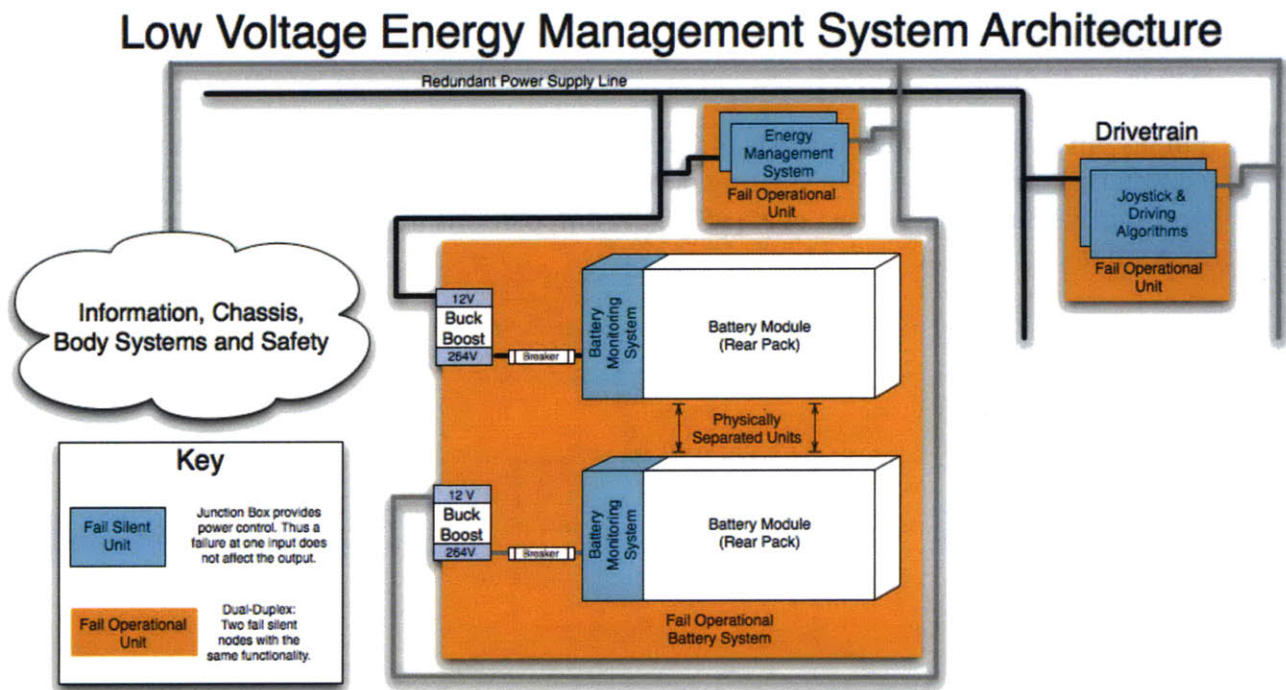 Low Voltage Energy Management System Architecture
Redundant Power Supply Line
Energy
Management
System
Fail Operational
Unit
Drivetrain
Joystick &
Driving
Algorithms
Fail Operational
Unit
Information, Chassis,
Body Systems and Safety
12V
Buck
Boost
264V
Breaker
Battery
Monitoring
System
Battery Module
(Rear Pack)
Physically
Separated Units
12 V
Buck
Boost
264V
Breaker
Battery
Monitoring
System
Battery Module
(Rear Pack)
Fail Operational
Battery System
Key
Fail Silent
Unit
Junction Box provides
power control. Thus a
failure at one input does
not affect the output.
Fail Operational
Unit
Dual-Duplex:
Two fail silent
nodes with the
same functionality.